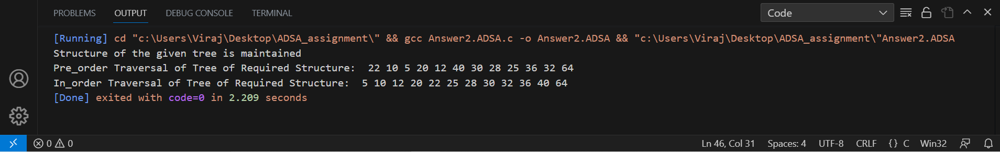 PROBLEMS OUTPUT DEBUG CONSOLE TERMINAL Code
[Running] cd "c:\Users\Viraj\Desktop\ADSA_assignment\" && gcc Answer2.ADSA.c -o Answer2.ADSA && "c:\Users\Viraj\Desktop\ADSA_assignment\"Answer2.ADSA
Structure of the given tree is maintained
Pre_order Traversal of Tree of Required Structure:  22 10 5 20 12 40 30 28 25 36 32 64
In_order Traversal of Tree of Required Structure:  5 10 12 20 22 25 28 30 32 36 40 64
[Done] exited with code=0 in 2.209 seconds
0 0 Ln 46, Col 31 Spaces: 4 UTF-8 CRLF {} C Win32